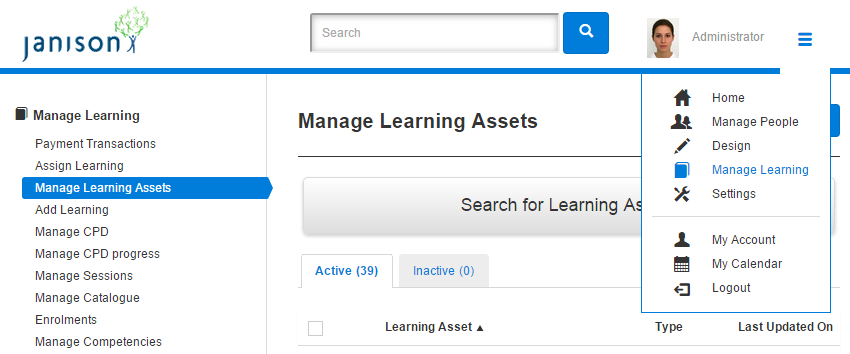 janison
Search
Administrator
Home
Manage People
Design
Manage Learning
Settings
My Account
My Calendar
Logout
Manage Learning
Payment Transactions
Assign Learning
Manage Learning Assets
Add Learning
Manage CPD
Manage CPD progress
Manage Sessions
Manage Catalogue
Enrolments
Manage Competencies
Manage Learning Assets
Search for Learning As
Active (39) Inactive (0)
Learning Asset ▲ Type Last Updated On